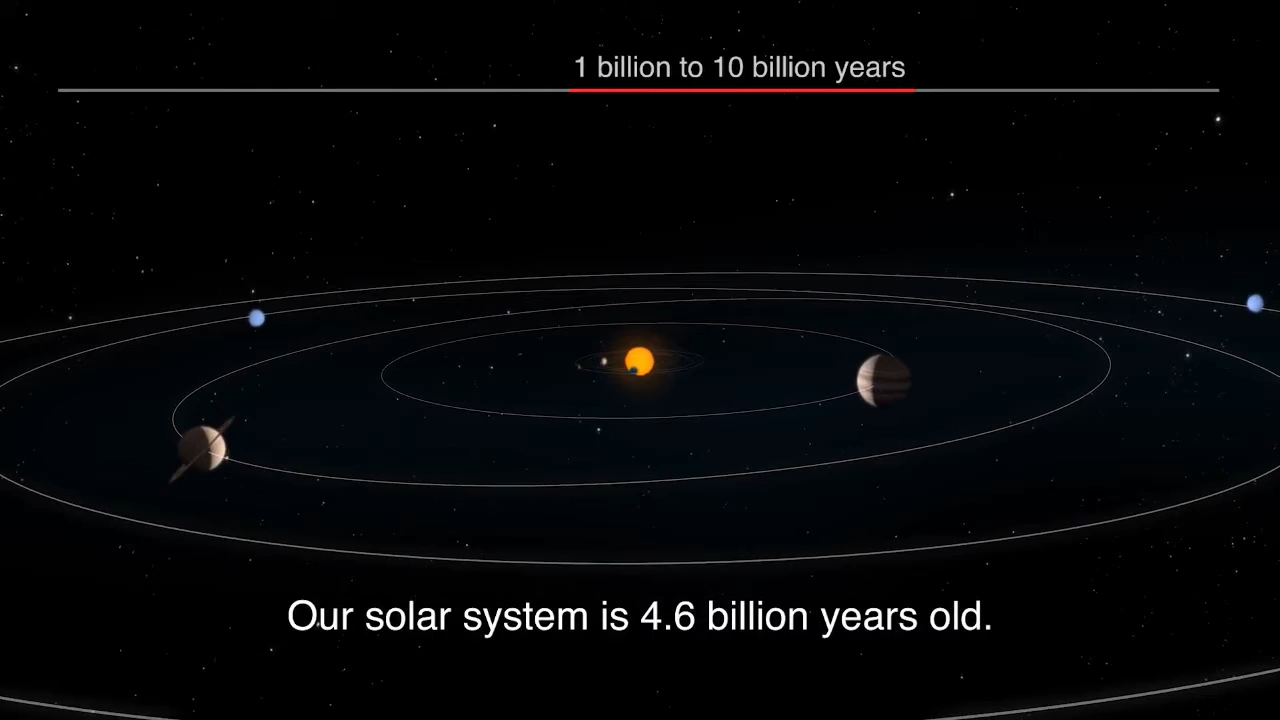 1 billion to 10 billion years
Our solar system is 4.6 billion years old.